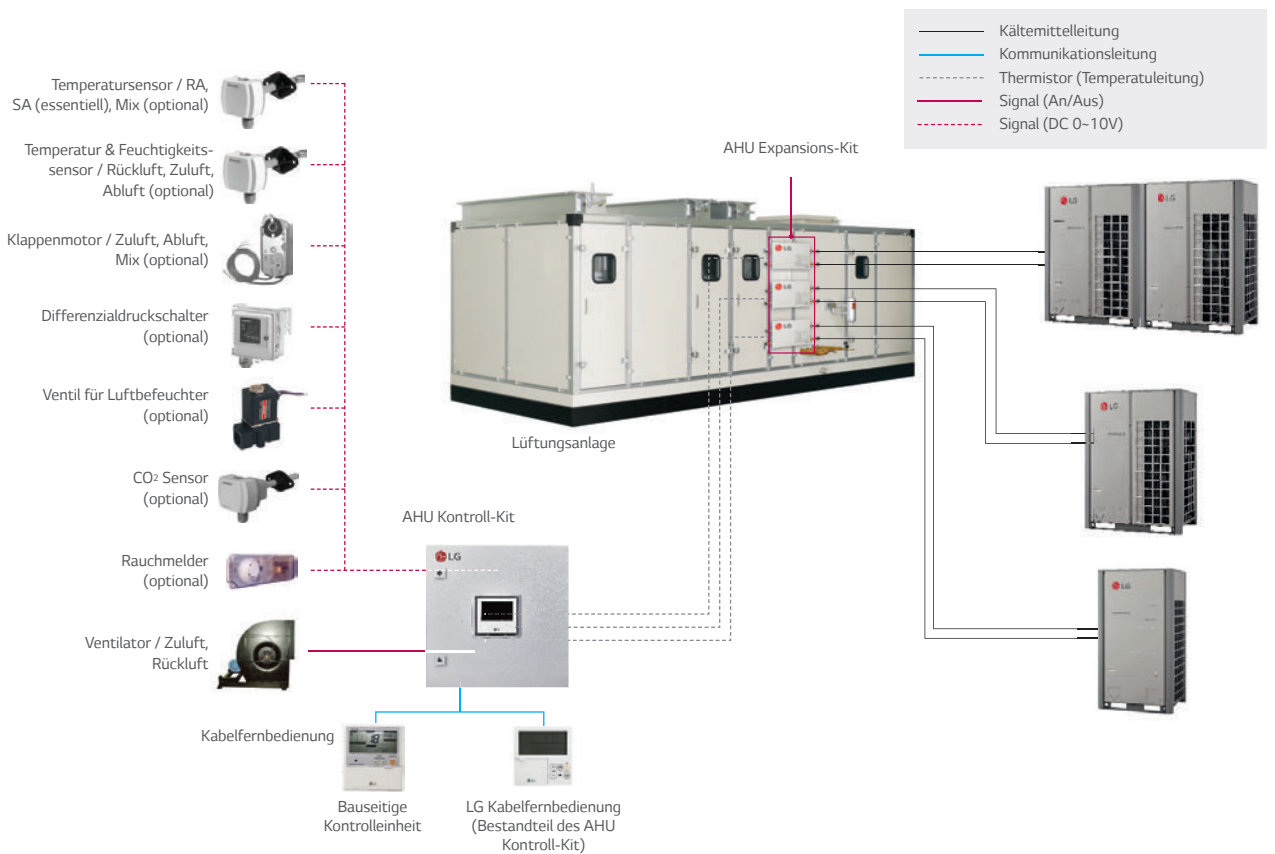 Kältemittelleitung
Kommunikationsleitung
Thermistor (Temperatuleitung)
Signal (An/Aus)
Signal (DC 0~10V)
Temperatursensor / RA,
SA (essentiell), Mix (optional)
Temperatur & Feuchtigkeits-
sensor / Rückluft, Zuluft,
Abluft (optional)
Klappenmotor / Zuluft, Abluft,
Mix (optional)
Differenzialdruckschalter
(optional)
Ventil für Luftbefeuchter
(optional)
CO2 Sensor
(optional)
Rauchmelder
(optional)
Ventilator / Zuluft,
Rückluft
AHU Expansions-Kit
LG
LG
LG
Lüftungsanlage
LG
LG
LG
LG
AHU Kontroll-Kit
LG
Kabelfernbedienung
LG
LG
Bauseitige
Kontrolleinheit
LG Kabelfernbedienung
(Bestandteil des AHU
Kontroll-Kit)